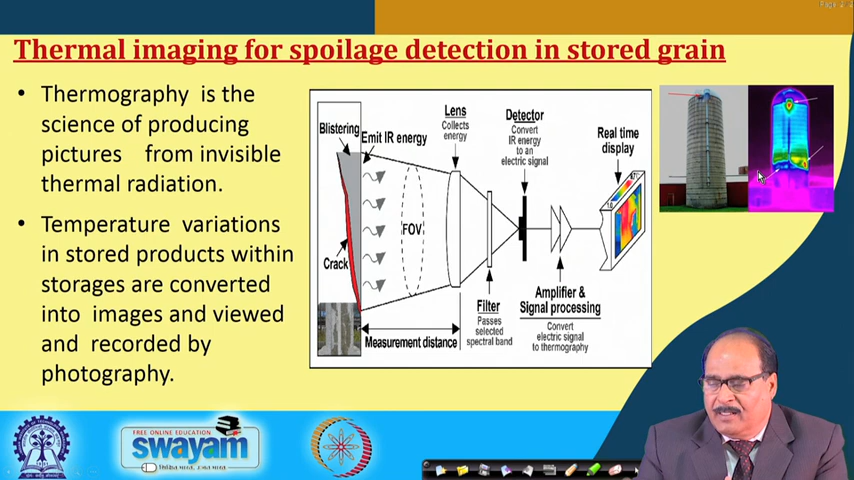 Thermal imaging for spoilage detection in stored grain
• Thermography is the
science of producing
pictures from invisible
thermal radiation.
• Temperature variations
in stored products within
storages are converted
into images and viewed
and recorded by
photography.
Blistering
Emit IR energy
Lens
Collects
energy
Detector
Convert
IR energy
to an
electric signal
Real time
display
FOV
Crack
Filter
Passes
selected
spectral band
Amplifier &
Signal processing
Convert
electric signal
to thermography
Measurement distance
FREE ONLINE EDUCATION
swayam